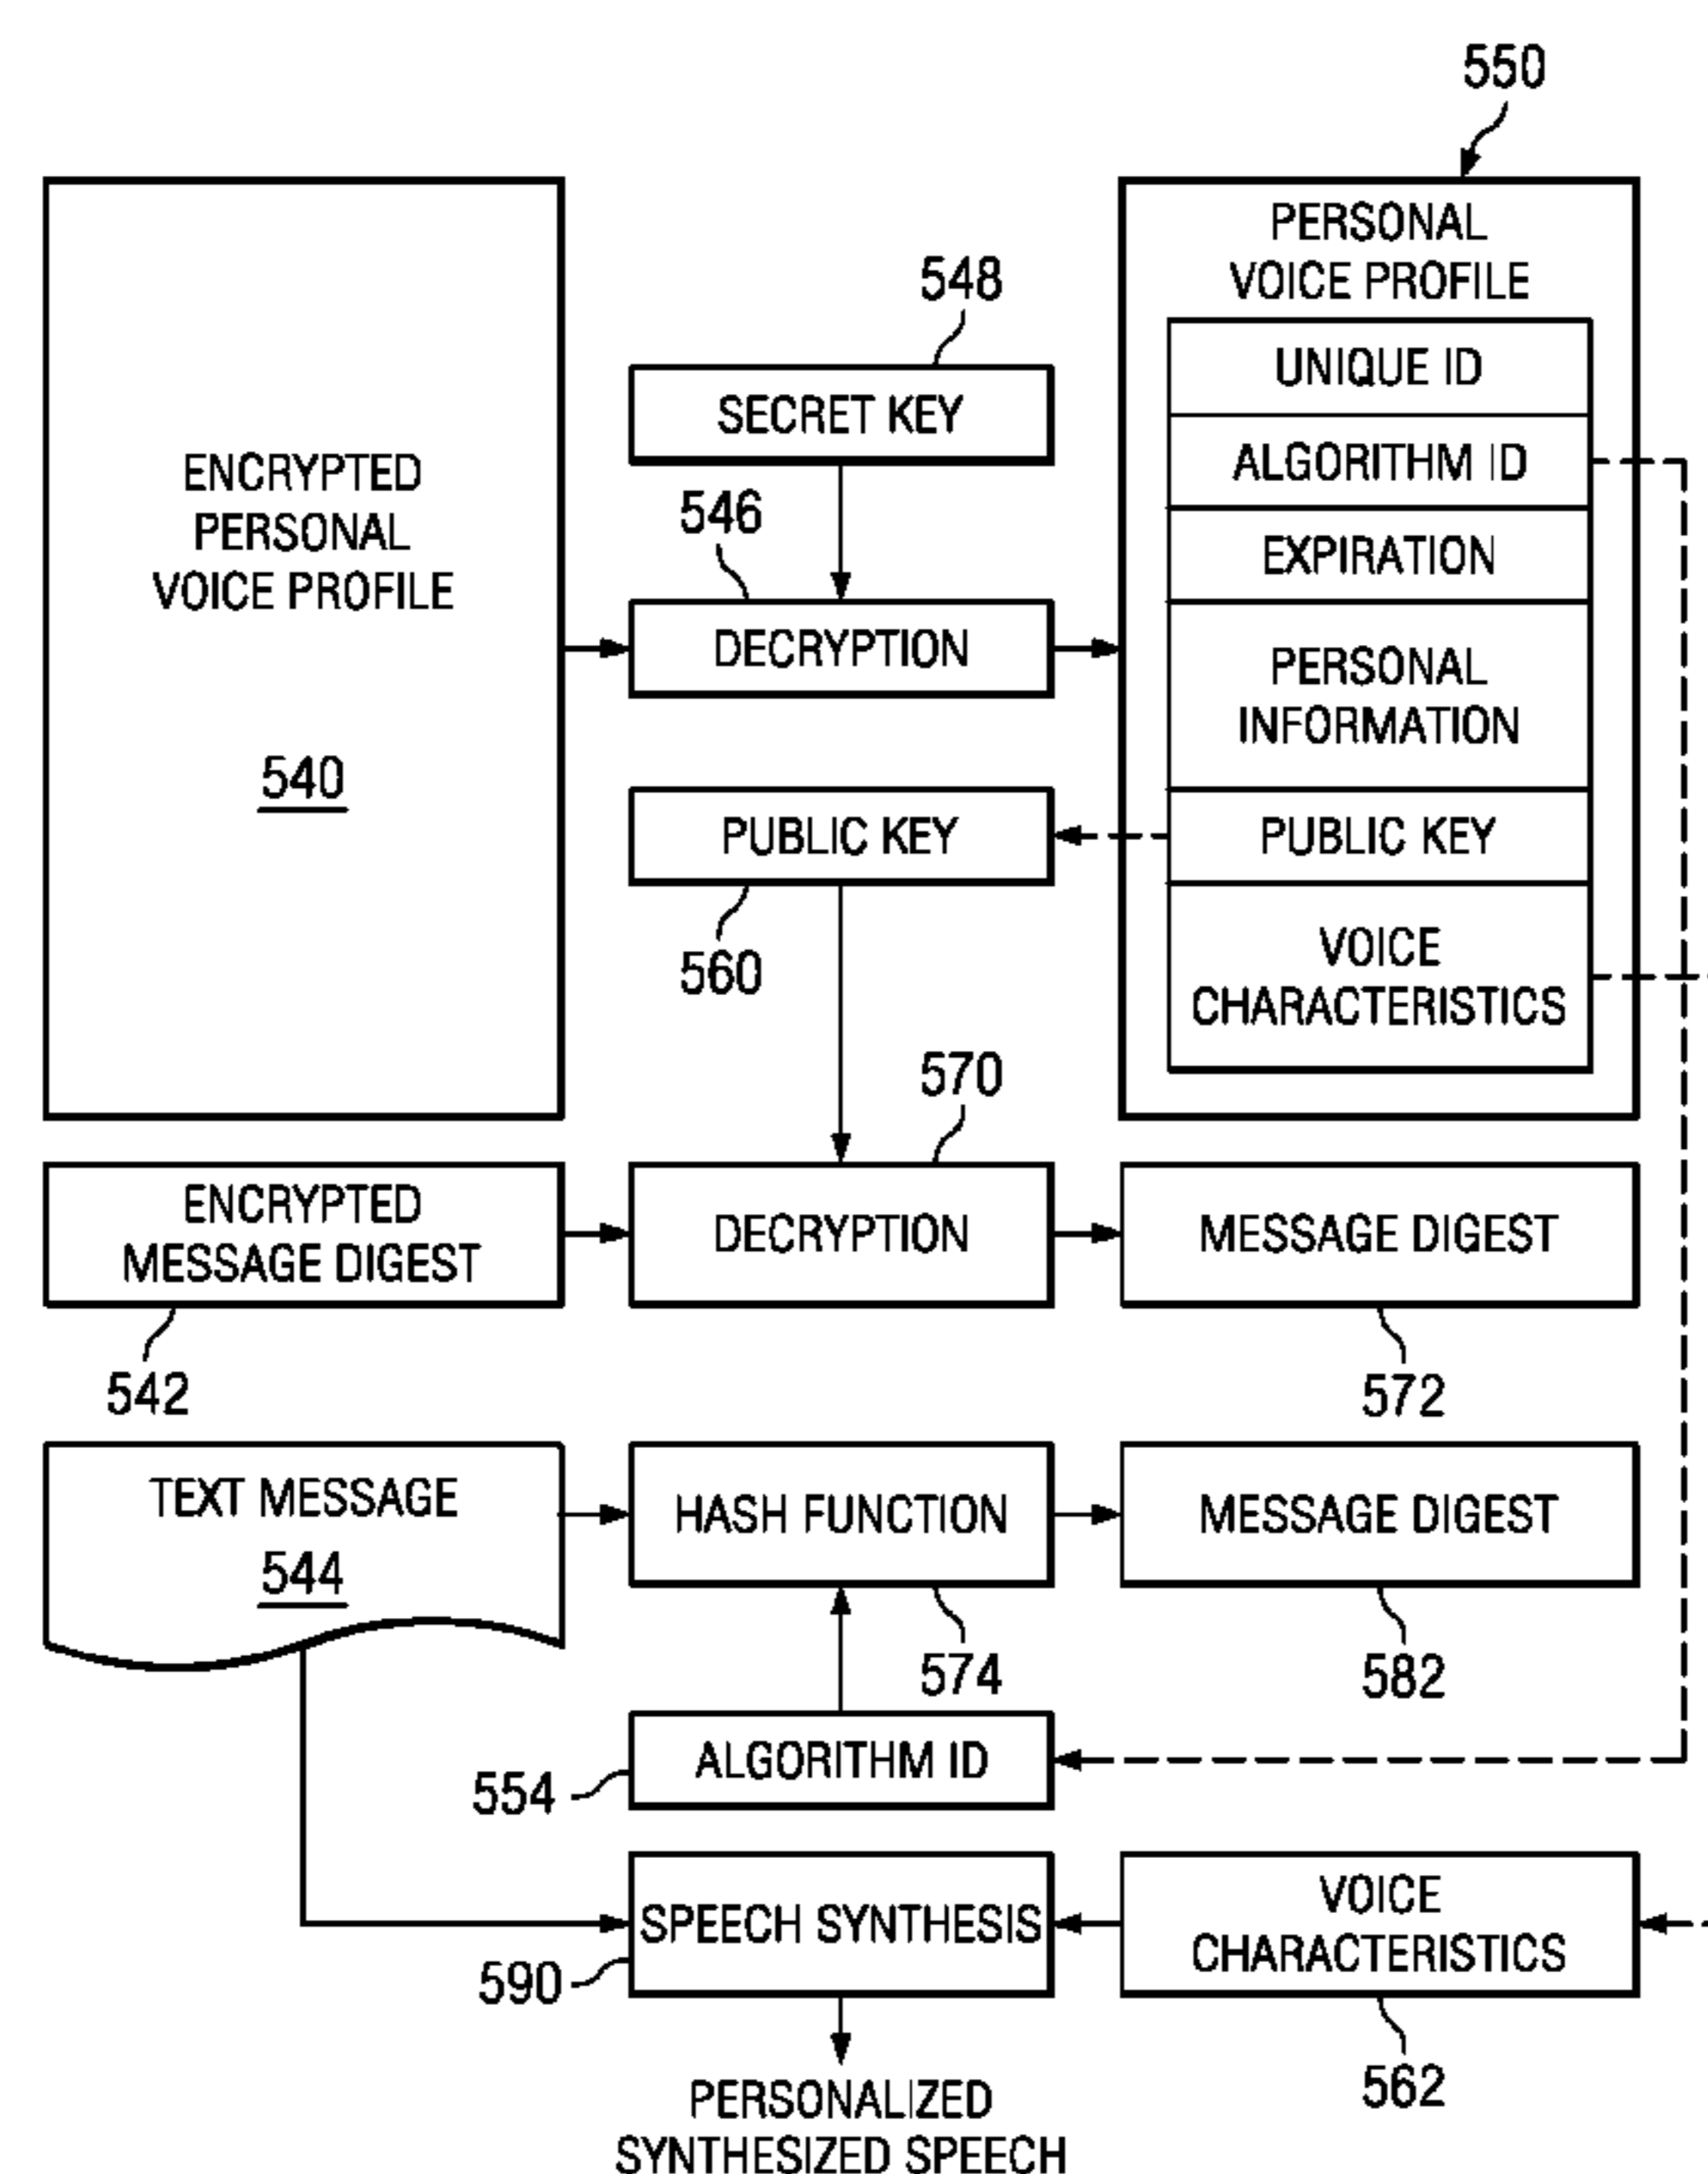 550
ENCRYPTED
PERSONAL
VOICE PROFILE
540
548
SECRET KEY
546
DECRYPTION
PUBLIC KEY
560
PERSONAL
VOICE PROFILE
UNIQUE ID
ALGORITHM ID
EXPIRATION
PERSONAL
INFORMATION
PUBLIC KEY
VOICE
CHARACTERISTICS
570
ENCRYPTED
MESSAGE DIGEST
DECRYPTION
MESSAGE DIGEST
542
572
TEXT MESSAGE
544
HASH FUNCTION
MESSAGE DIGEST
574
582
ALGORITHM ID
554
SPEECH SYNTHESIS
590
VOICE
CHARACTERISTICS
562
PERSONALIZED
SYNTHESIZED SPEECH